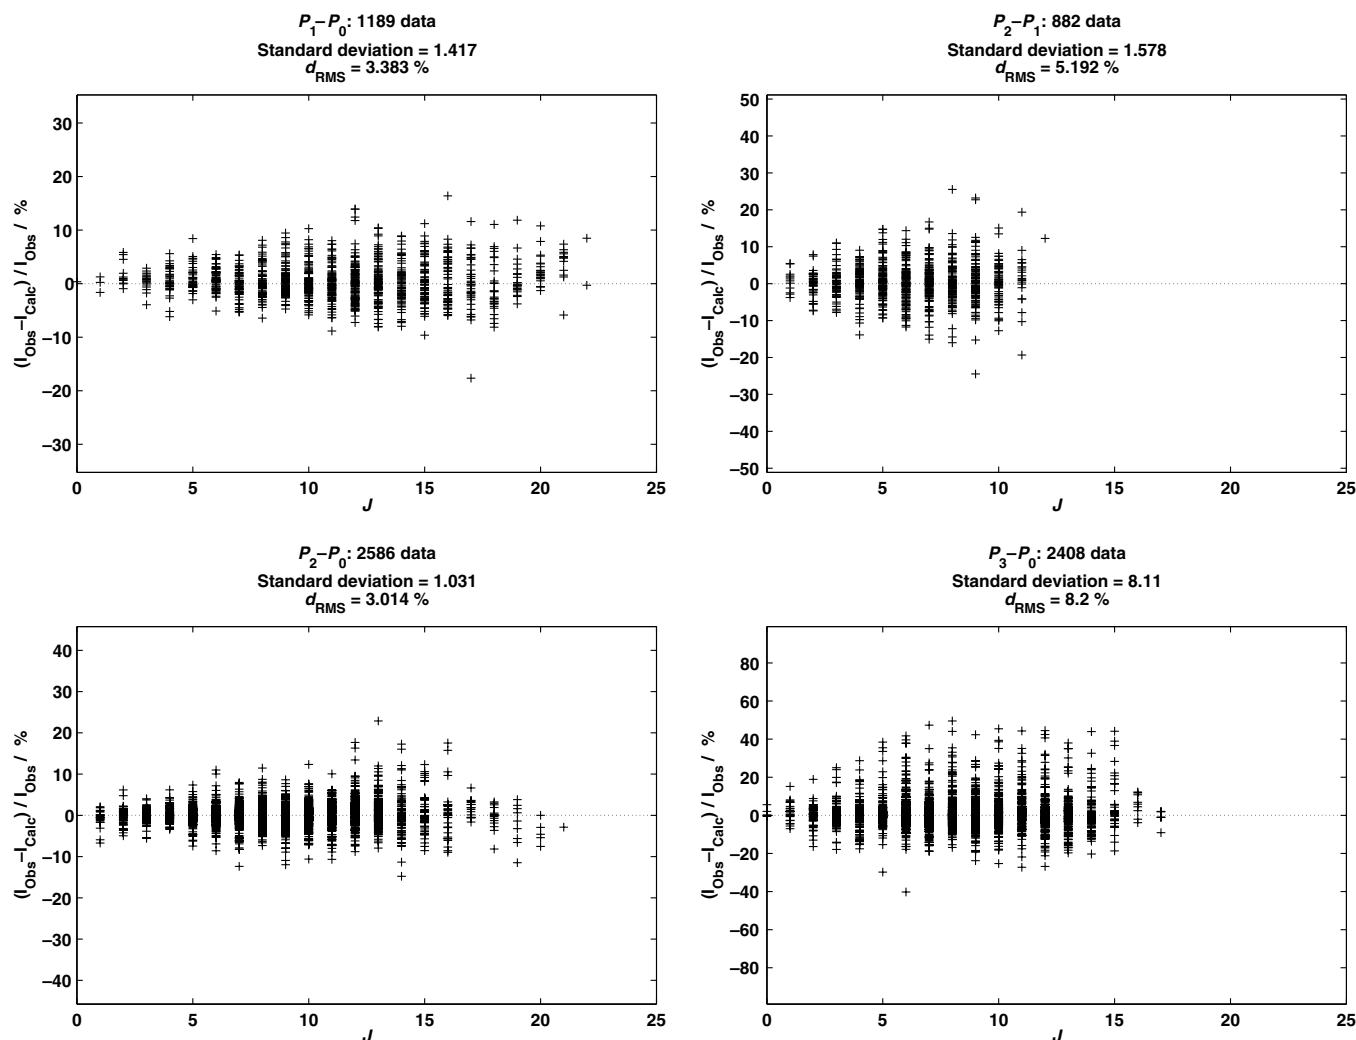 P1–P0: 1189 data
Standard deviation = 1.417
dRMS = 3.383 %
30
20
10
0
–10
–20
–30
(IObs–ICalc) / IObs / %
0 5 10 15 20 25
J
P2–P1: 882 data
Standard deviation = 1.578
dRMS = 5.192 %
50
40
30
20
10
0
–10
–20
–30
–40
–50
(IObs–ICalc) / IObs / %
0 5 10 15 20 25
J
P2–P0: 2586 data
Standard deviation = 1.031
dRMS = 3.014 %
40
30
20
10
0
–10
–20
–30
–40
(IObs–ICalc) / IObs / %
0 5 10 15 20 25
J
P3–P0: 2408 data
Standard deviation = 8.11
dRMS = 8.2 %
80
60
40
20
0
–20
–40
–60
–80
(IObs–ICalc) / IObs / %
0 5 10 15 20 25
J